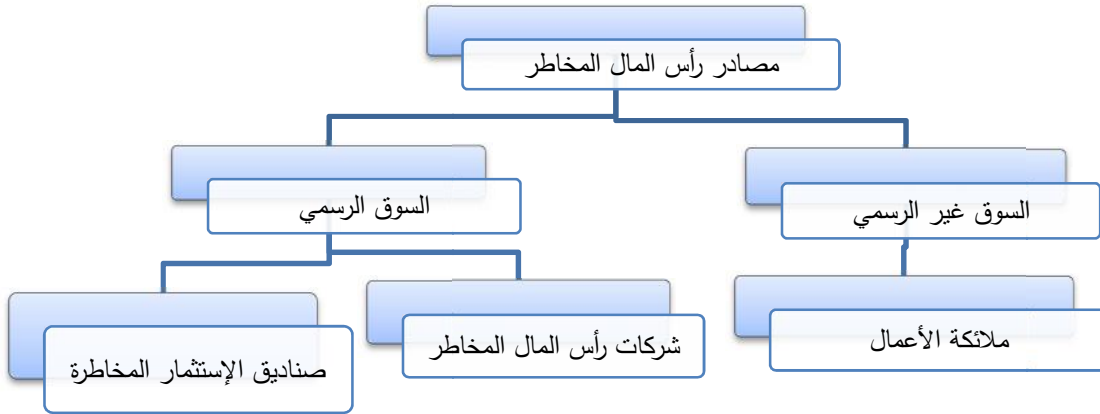 مصادر رأس المال المخاطر
السوق غير الرسمي
السوق الرسمي
ملائكة الأعمال
شركات رأس المال المخاطر
صناديق الإستثمار المخاطرة